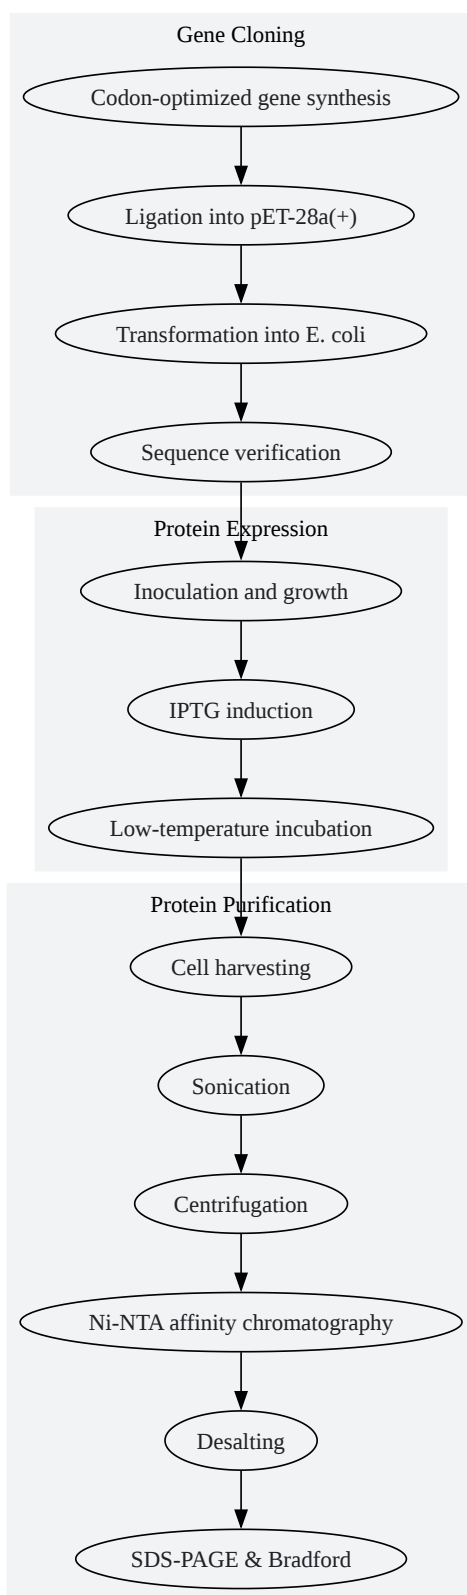 Gene Cloning
Codon-optimized gene synthesis
Ligation into pET-28a(+)
Transformation into E. coli
Sequence verification
Protein Expression
Inoculation and growth
IPTG induction
Low-temperature incubation
Protein Purification
Cell harvesting
Sonication
Centrifugation
Ni-NTA affinity chromatography
Desalting
SDS-PAGE & Bradford